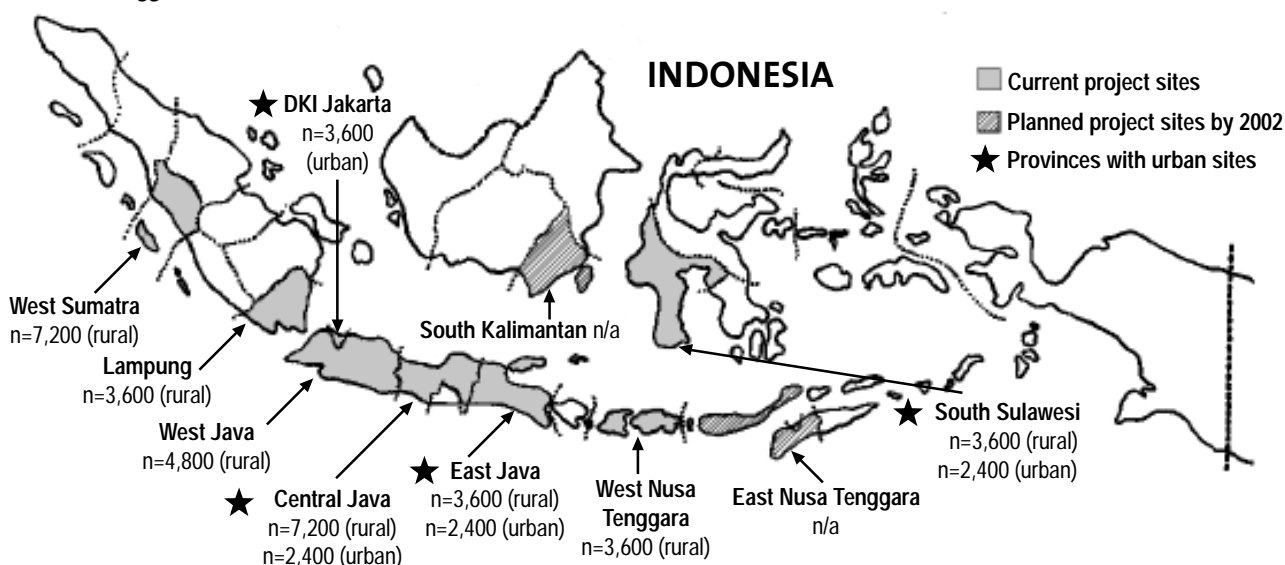 INDONESIA
Current project sites
Planned project sites by 2002
Provinces with urban sites
DKI Jakarta
n=3,600
(urban)
West Sumatra
n=7,200 (rural)
Lampung
n=3,600 (rural)
West Java
n=4,800 (rural)
Central Java
n=7,200 (rural)
n=2,400 (urban)
East Java
n=3,600 (rural)
n=2,400 (urban)
South Kalimantan n/a
West Nusa
Tenggara
n=3,600 (rural)
East Nusa Tenggara
n/a
South Sulawesi
n=3,600 (rural)
n=2,400 (urban)